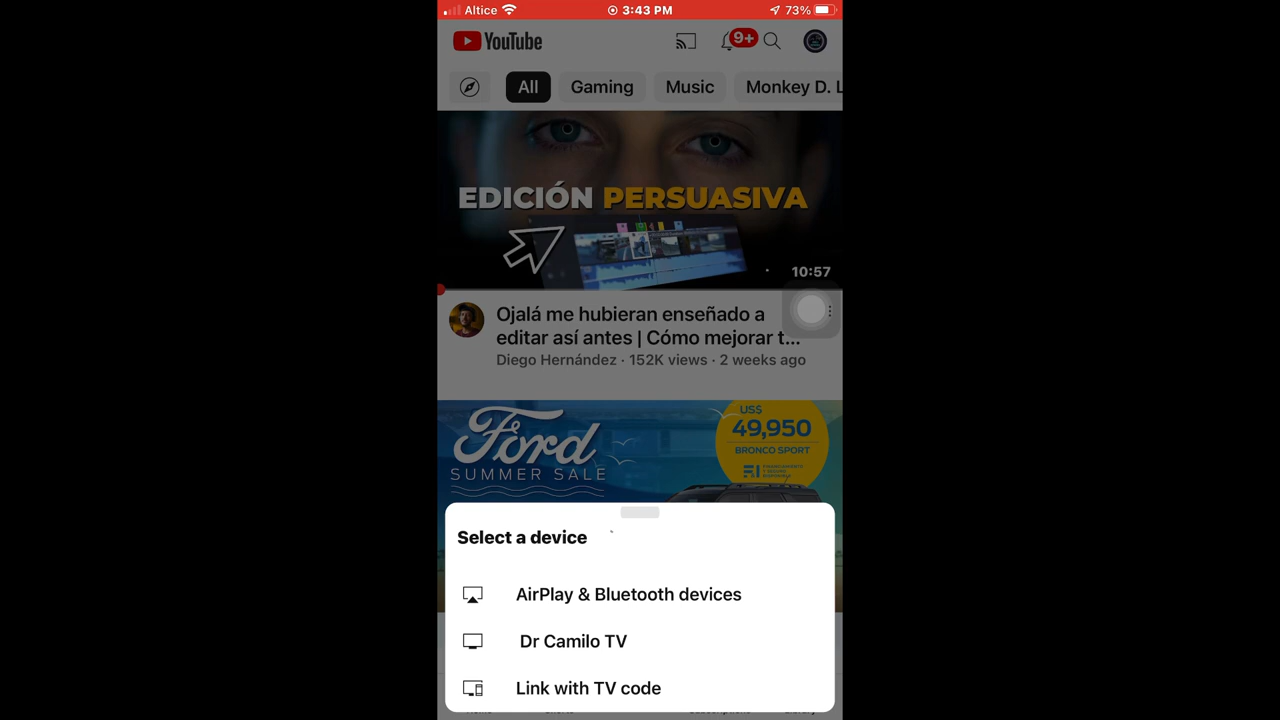 Altice 3:43 PM 73%
YouTube 9+
All Gaming Music Monkey D. L
EDICIÓN PERSUASIVA
10:57
Ojalá me hubieran enseñado a
editar así antes | Cómo mejorar t...
Diego Hernández · 152K views · 2 weeks ago
Ford
SUMMER SALE
US$
49,950
BRONCO SPORT
Select a device
AirPlay & Bluetooth devices
Dr Camilo TV
Link with TV code